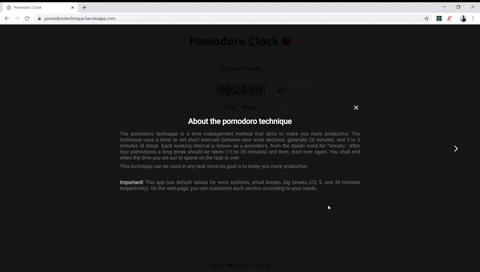 Pomodoro Clock
pomodorotechnique.herokuapp.com
Pomodoro Clock
00:25:00
About the pomodoro technique
The pomodoro technique is a time management method that aims to make you more productive. The
technique uses a timer to set short intervals between your work sections, generally 25 minutes, and 3 to 5
minutes of break. Each working interval is known as a pomodoro, from the Italian word for "tomato." After
four pomodoros a long break should be taken (15 to 30 minutes) and then, start over again. You shall end
when the time you set out to spend on the task is over.
This technique can be used in any task since its goal is to make you more productive.
Important! This app has default values for work sections, small breaks, big breaks (25, 5, and 30 minutes
respectively). On the next page, you can customize each section according to your needs.